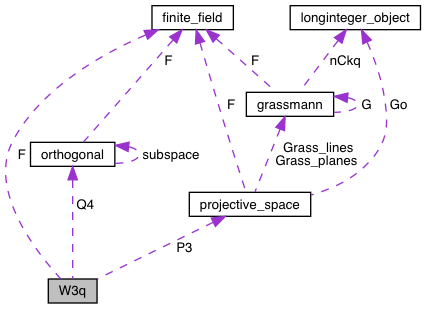 finite_field
longinteger_object
F
F
nCkq
grassmann
F
G
Go
orthogonal
subspace
Grass_lines
Grass_planes
F
Q4
projective_space
P3
W3q